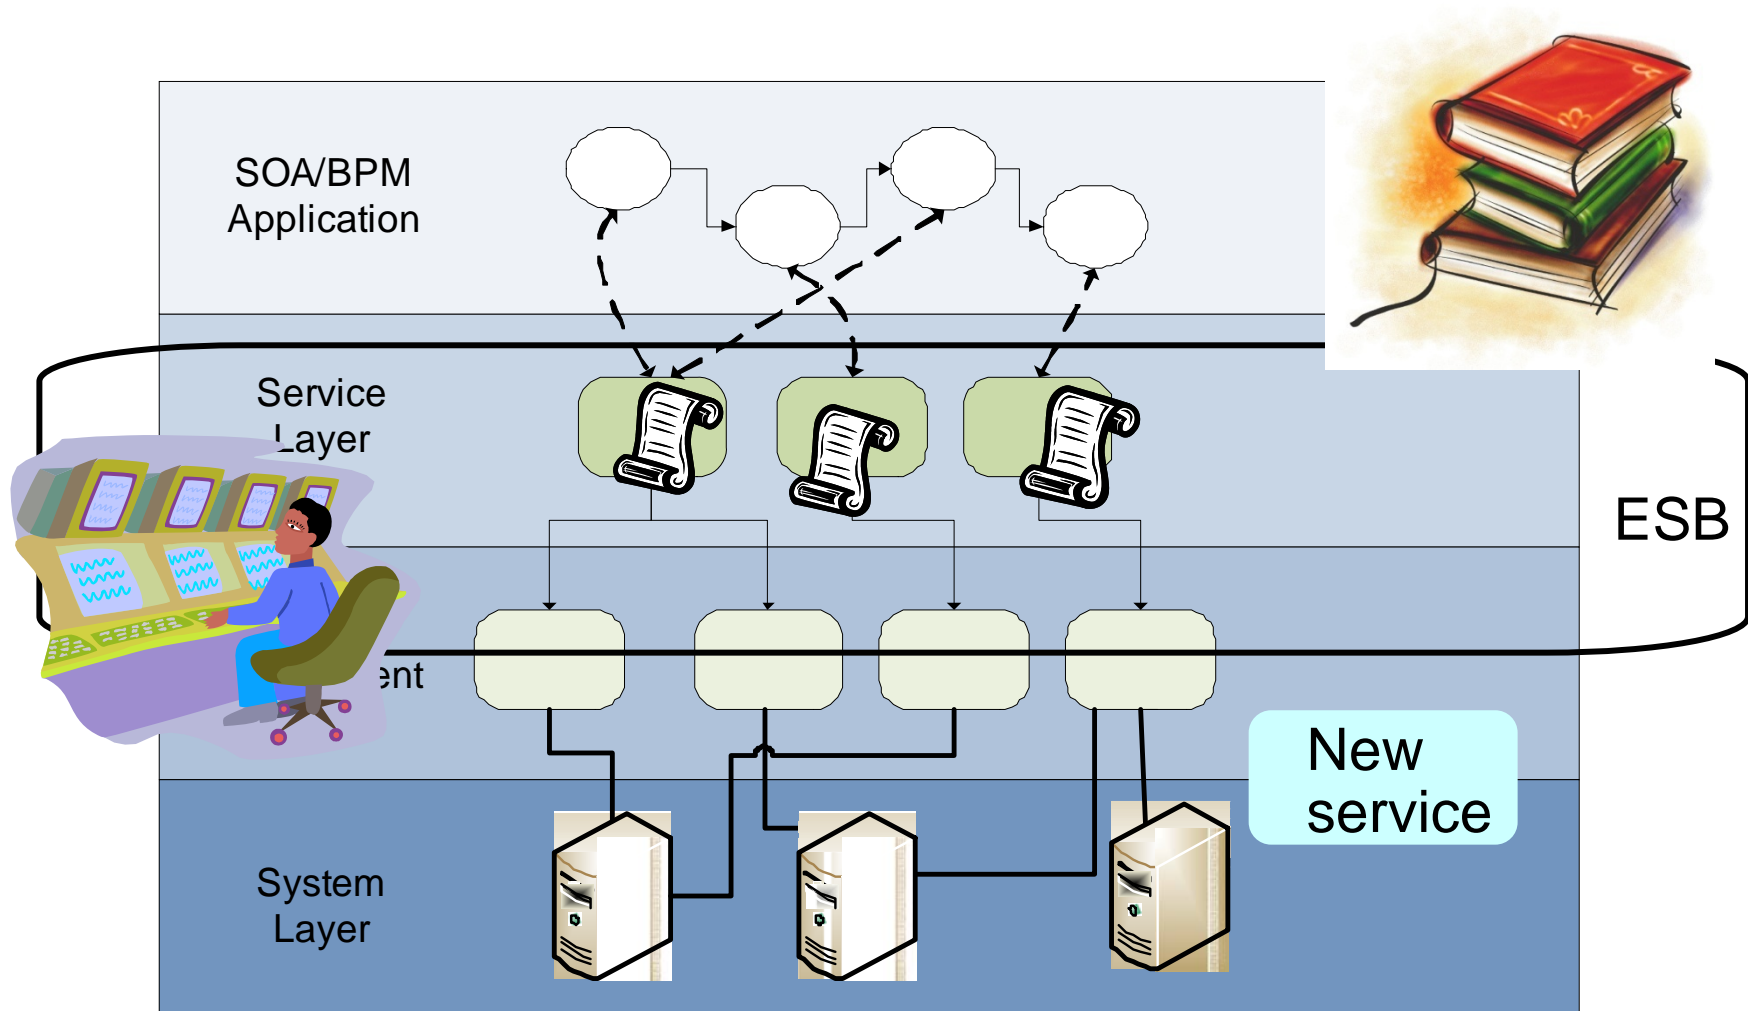 SOA/BPM
Application
Service
Layer
ESB
ent
New
service
System
Layer